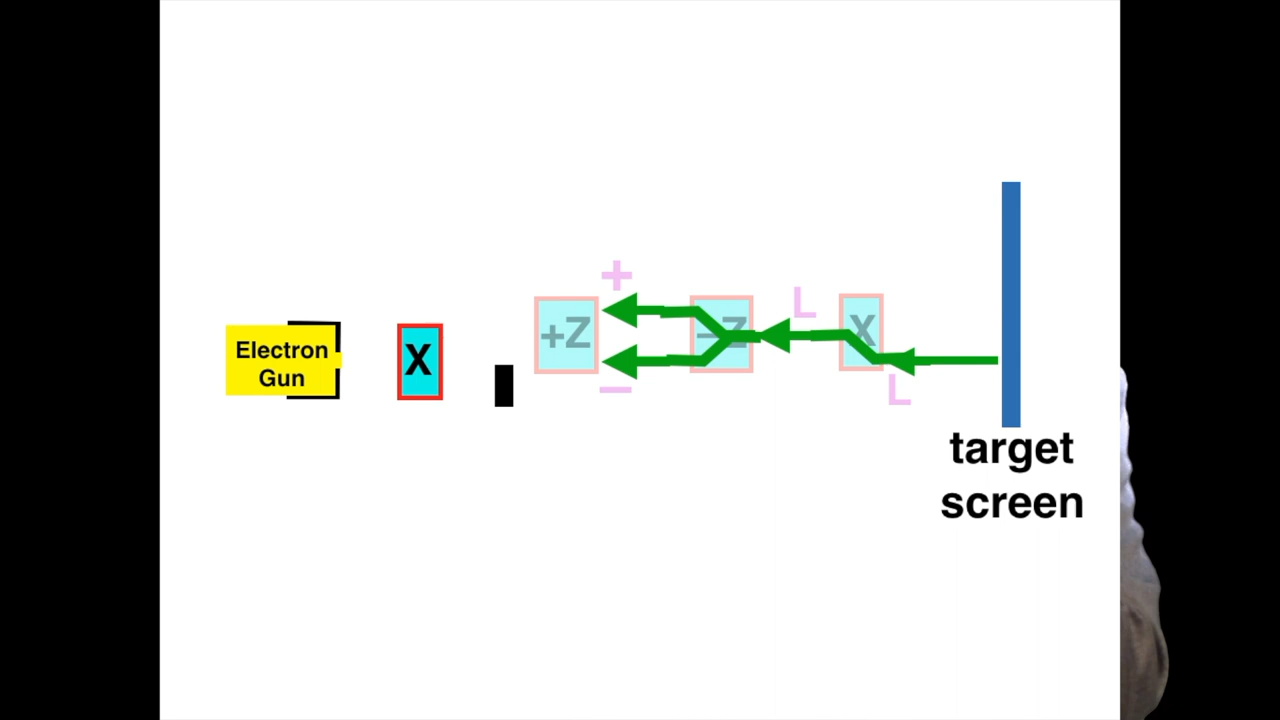 +
L
+Z
–Z
X
Electron
Gun
X
–
L
target
screen